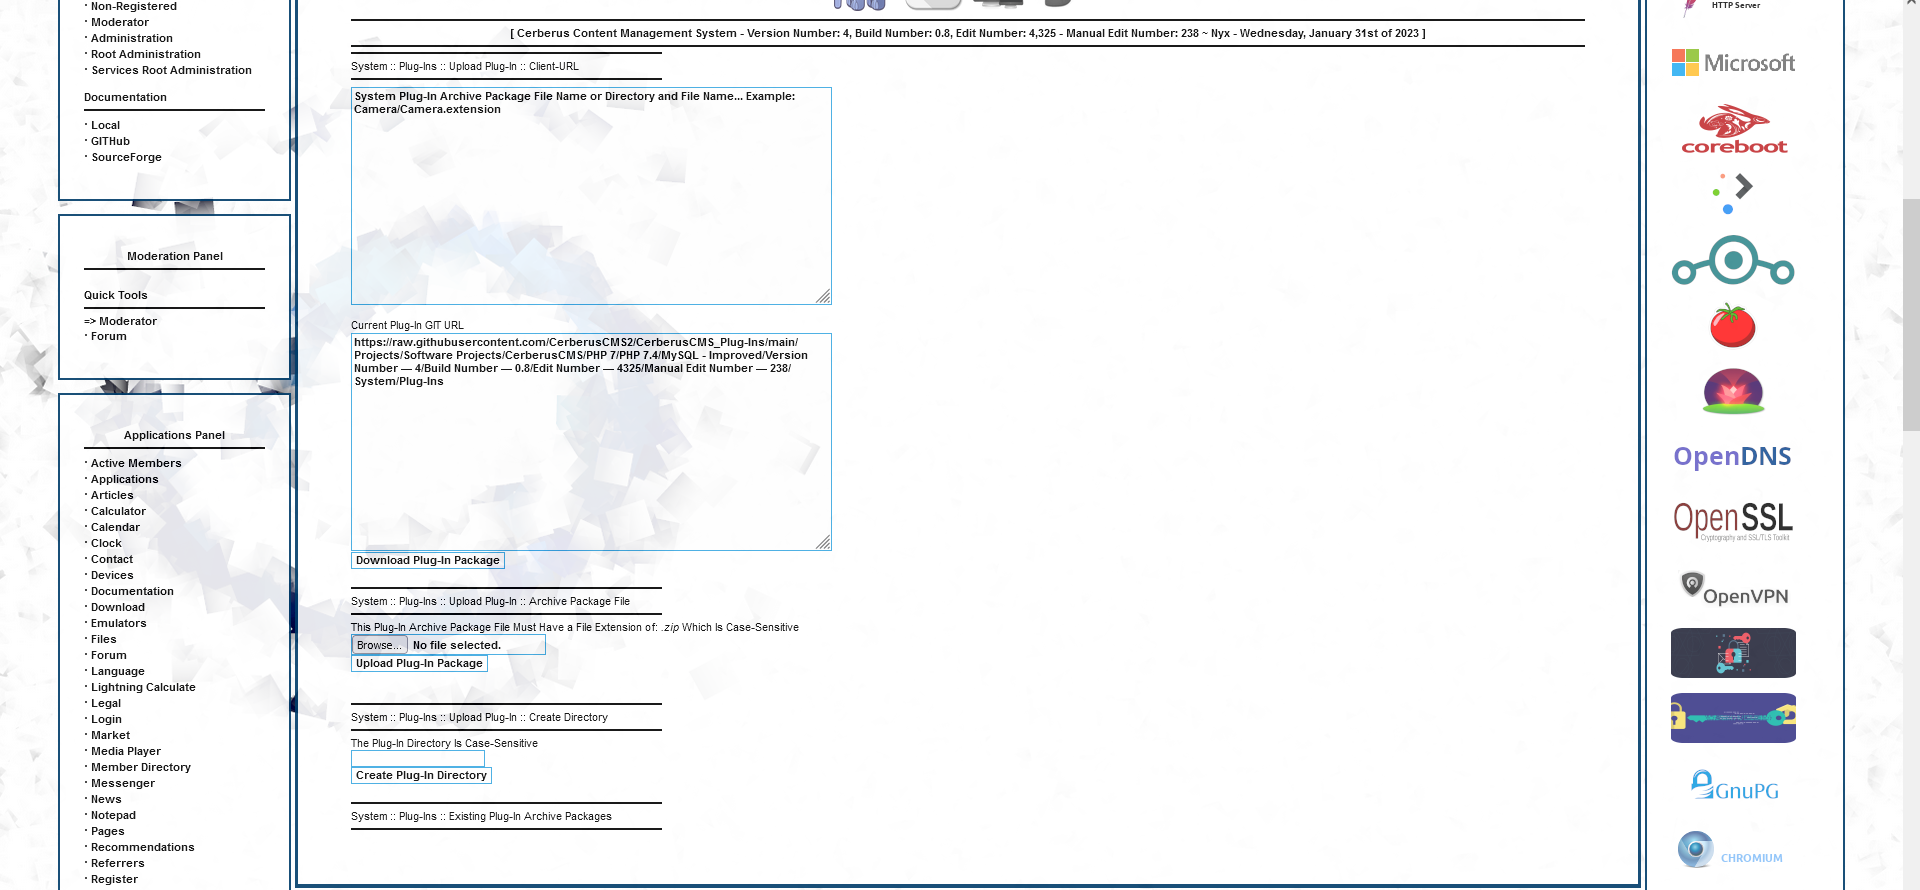 · Non-Registered
· Moderator
· Administration
· Root Administration
· Services Root Administration
Documentation
· Local
· GITHub
· SourceForge
Moderation Panel
Quick Tools
=> Moderator
· Forum
Applications Panel
· Active Members
· Applications
· Articles
· Calculator
· Calendar
· Clock
· Contact
· Devices
· Documentation
· Download
· Emulators
· Files
· Forum
· Language
· Lightning Calculate
· Legal
· Login
· Market
· Media Player
· Member Directory
· Messenger
· News
· Notepad
· Pages
· Recommendations
· Referrers
· Register
[ Cerberus Content Management System - Version Number: 4, Build Number: 0.8, Edit Number: 4,325 - Manual Edit Number: 238 ~ Nyx - Wednesday, January 31st of 2023 ]
System :: Plug-Ins :: Upload Plug-In :: Client-URL
System Plug-In Archive Package File Name or Directory and File Name... Example:
Camera/Camera.extension
Current Plug-In GIT URL
https://raw.githubusercontent.com/CerberusCMS2/CerberusCMS_Plug-Ins/main/
Projects/Software Projects/CerberusCMS/PHP 7/PHP 7.4/MySQL - Improved/Version
Number — 4/Build Number — 0.8/Edit Number — 4325/Manual Edit Number — 238/
System/Plug-Ins
Download Plug-In Package
System :: Plug-Ins :: Upload Plug-In :: Archive Package File
This Plug-In Archive Package File Must Have a File Extension of: .zip Which Is Case-Sensitive
Browse... No file selected.
Upload Plug-In Package
System :: Plug-Ins :: Upload Plug-In :: Create Directory
The Plug-In Directory Is Case-Sensitive
Create Plug-In Directory
System :: Plug-Ins :: Existing Plug-In Archive Packages
HTTP Server
Microsoft
coreboot
OpenDNS
OpenSSL
Cryptography and SSL/TLS Toolkit
OpenVPN
GnuPG
CHROMIUM